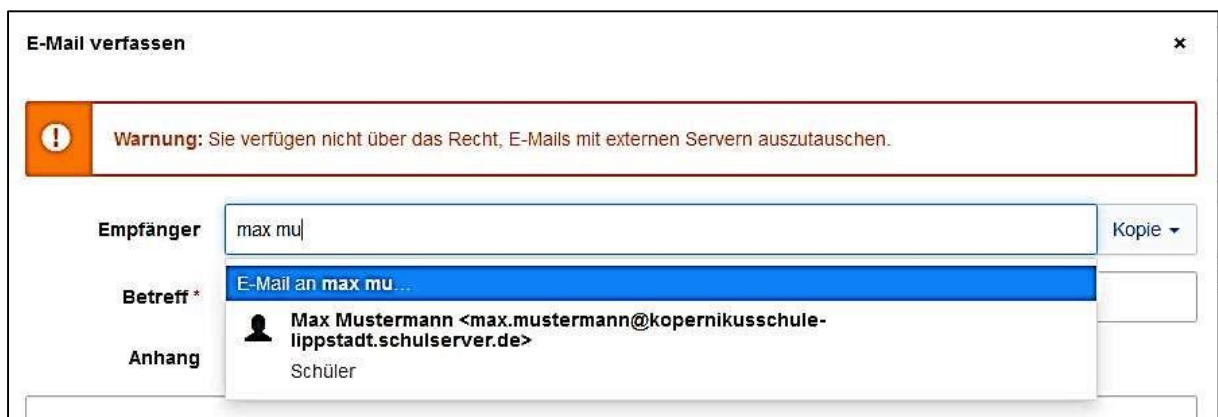 E-Mail verfassen ×
Warnung: Sie verfügen nicht über das Recht, E-Mails mit externen Servern auszutauschen.
Empfänger max mu Kopie
E-Mail an max mu…
Betreff *
Max Mustermann <max.mustermann@kopernikusschule-
lippstadt.schulserver.de>
Anhang
Schüler